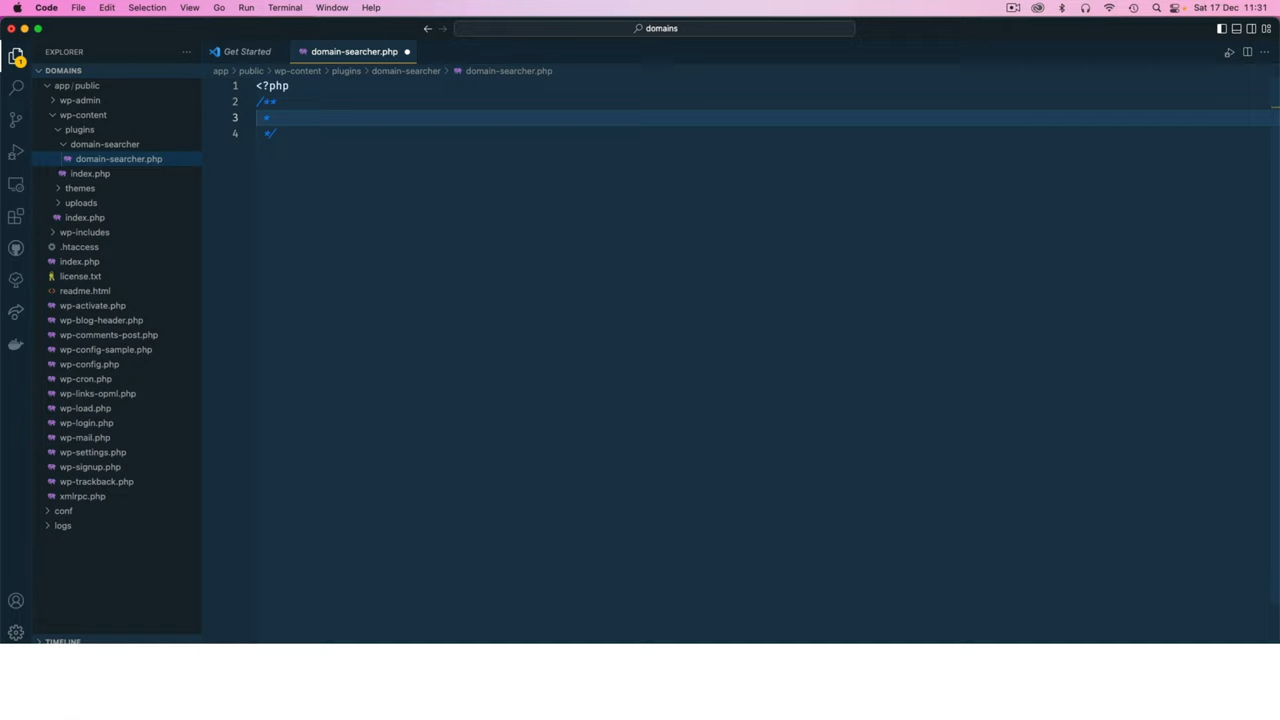 Code File Edit Selection View Go Run Terminal Window Help Sat 17 Dec 11:31
domains
EXPLORER ...
Get Started domain-searcher.php
DOMAINS
app > public > wp-content > plugins > domain-searcher > domain-searcher.php
app / public
wp-admin
wp-content
plugins
domain-searcher
domain-searcher.php
index.php
themes
uploads
index.php
wp-includes
.htaccess
index.php
license.txt
readme.html
wp-activate.php
wp-blog-header.php
wp-comments-post.php
wp-config-sample.php
wp-config.php
wp-cron.php
wp-links-opml.php
wp-load.php
wp-login.php
wp-mail.php
wp-settings.php
wp-signup.php
wp-trackback.php
xmlrpc.php
conf
logs
TIMELINE
1 <?php
2 /**
3 *
4 */